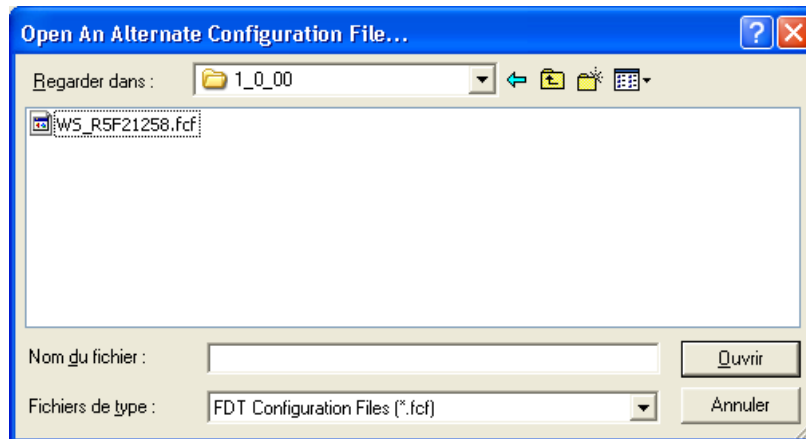 Open An Alternate Configuration File...
Regarder dans : 1_0_00
W5_R5F21258.fcf
Nom du fichier : Ouvrir
Fichiers de type : FDT Configuration Files (*.fcf) Annuler